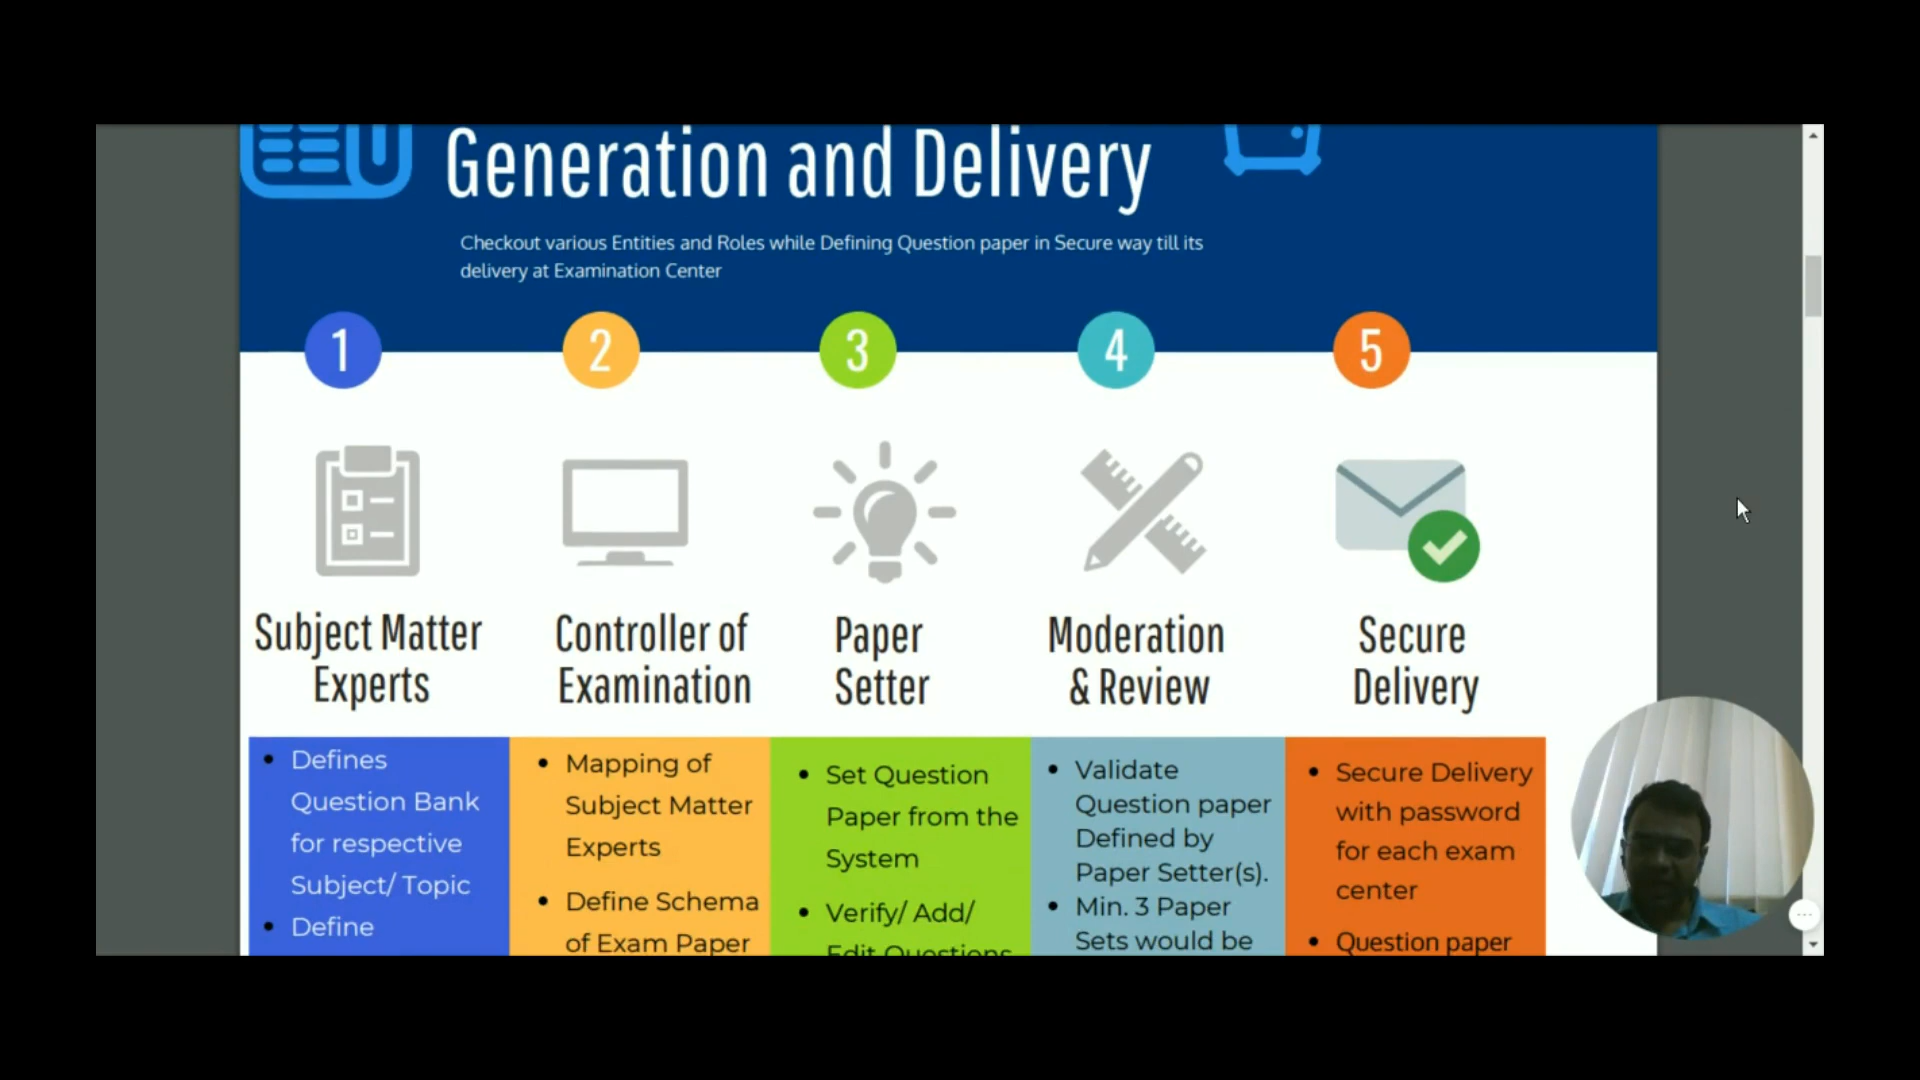 Generation and Delivery
Checkout various Entities and Roles while Defining Question paper in Secure way till its
delivery at Examination Center
1
2
3
4
5
Subject Matter
Experts
Controller of
Examination
Paper
Setter
Moderation
& Review
Secure
Delivery
Defines
Question Bank
for respective
Subject/ Topic
Define
Mapping of
Subject Matter
Experts
Define Schema
of Exam Paper
Set Question
Paper from the
System
Verify/ Add/
Edit Questions
Validate
Question paper
Defined by
Paper Setter(s).
Min. 3 Paper
Sets would be
Secure Delivery
with password
for each exam
center
Question paper